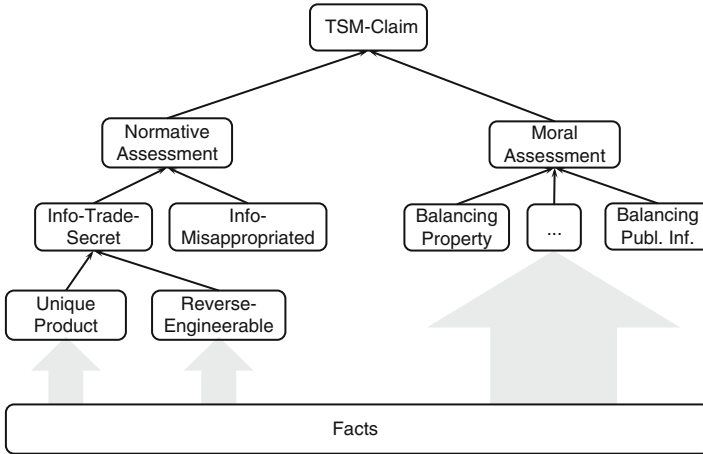 TSM-Claim
Normative
Assessment
Moral
Assessment
Info-Trade-
Secret
Info-
Misappropriated
Balancing
Property
...
Balancing
Publ. Inf.
Unique
Product
Reverse-
Engineerable
Facts